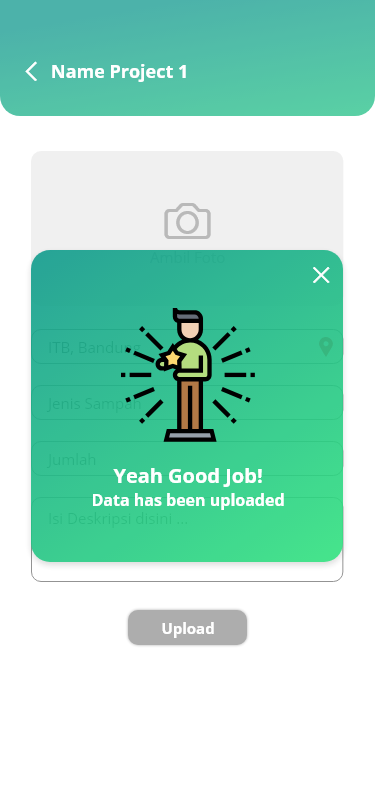 Name Project 1
Ambil Foto
ITB, Bandung
Jenis Sampah
Jumlah
Yeah Good Job!
Data has been uploaded
Isi Deskripsi disini ...
Upload